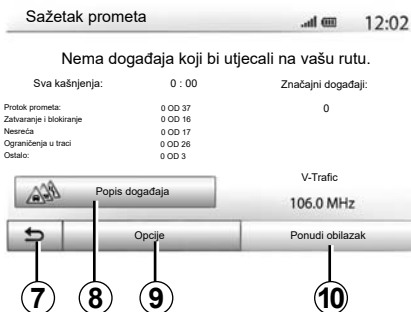 Sažetak prometa 12:02
Nema događaja koji bi utjecali na vašu rutu.
Sva kašnjenja: 0 : 00 Značajni događaji:
Protok prometa: 0 OD 37 0
Zatvaranje i blokiranje 0 OD 16
Nesreća 0 OD 17
Ograničenja u traci 0 OD 26
Ostalo: 0 OD 3
V-Trafic
Popis događaja 106.0 MHz
Opcije Ponudi obilazak
7 8 9 10